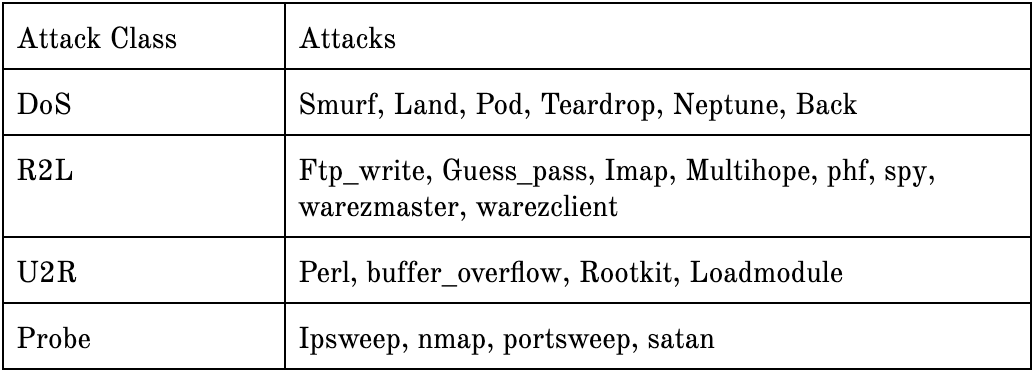 Attack Class Attacks
DoS Smurf, Land, Pod, Teardrop, Neptune, Back
R2L Ftp_write, Guess_pass, Imap, Multihope, phf, spy,
warezmaster, warezclient
U2R Perl, buffer_overflow, Rootkit, Loadmodule
Probe Ipsweep, nmap, portsweep, satan